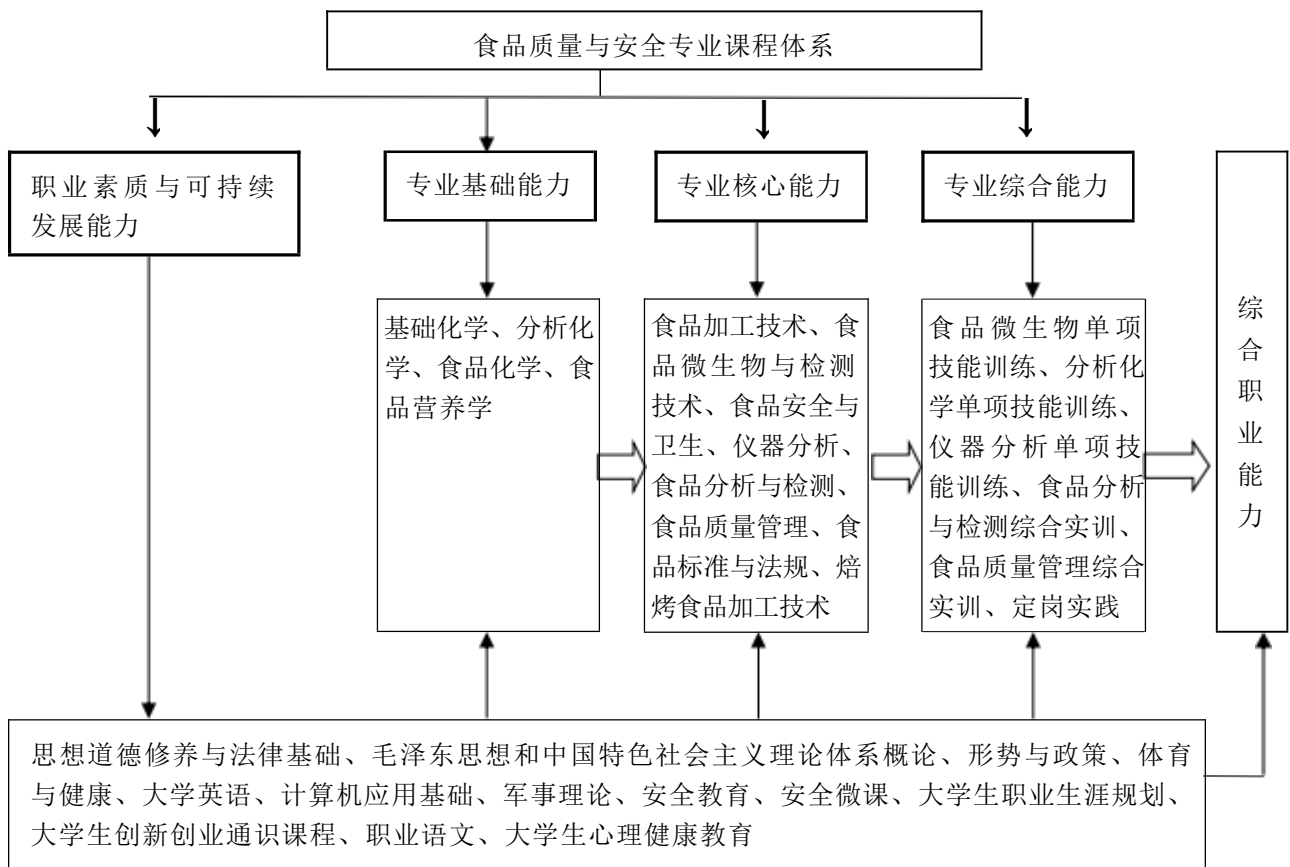 食品质量与安全专业课程体系
职业素质与可持续
发展能力
专业基础能力
专业核心能力
专业综合能力
基础化学、分析化
学、食品化学、食
品营养学
食品加工技术、食
品微生物与检测
技术、食品安全与
卫生、仪器分析、
食品分析与检测、
食品质量管理、食
品标准与法规、焙
烤食品加工技术
食品微生物单项
技能训练、分析化
学单项技能训练、
仪器分析单项技
能训练、食品分析
与检测综合实训、
食品质量管理综合
实训、定岗实践
综
合
职
业
能
力
思想道德修养与法律基础、毛泽东思想和中国特色社会主义理论体系概论、形势与政策、体育
与健康、大学英语、计算机应用基础、军事理论、安全教育、安全微课、大学生职业生涯规划、
大学生创新创业通识课程、职业语文、大学生心理健康教育